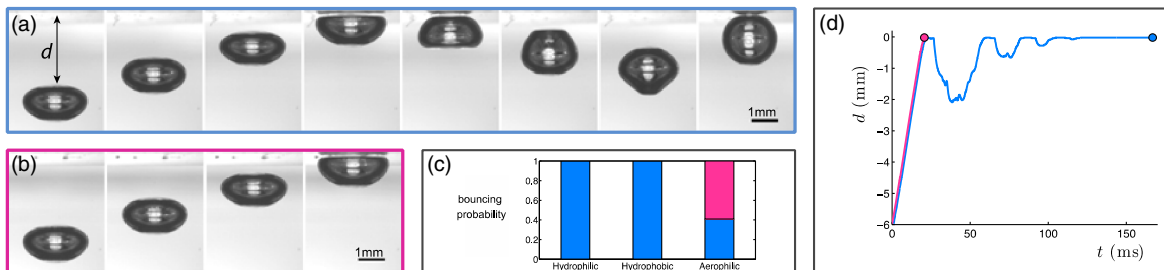 (a)
d
1mm
(b)
1mm
(c)
bouncing
probability
1
0.8
0.6
0.4
0.2
0
Hydrophilic Hydrophobic Aerophilic
(d)
d (mm)
0
−1
−2
−3
−4
−5
−6
0 50 100 150
t (ms)